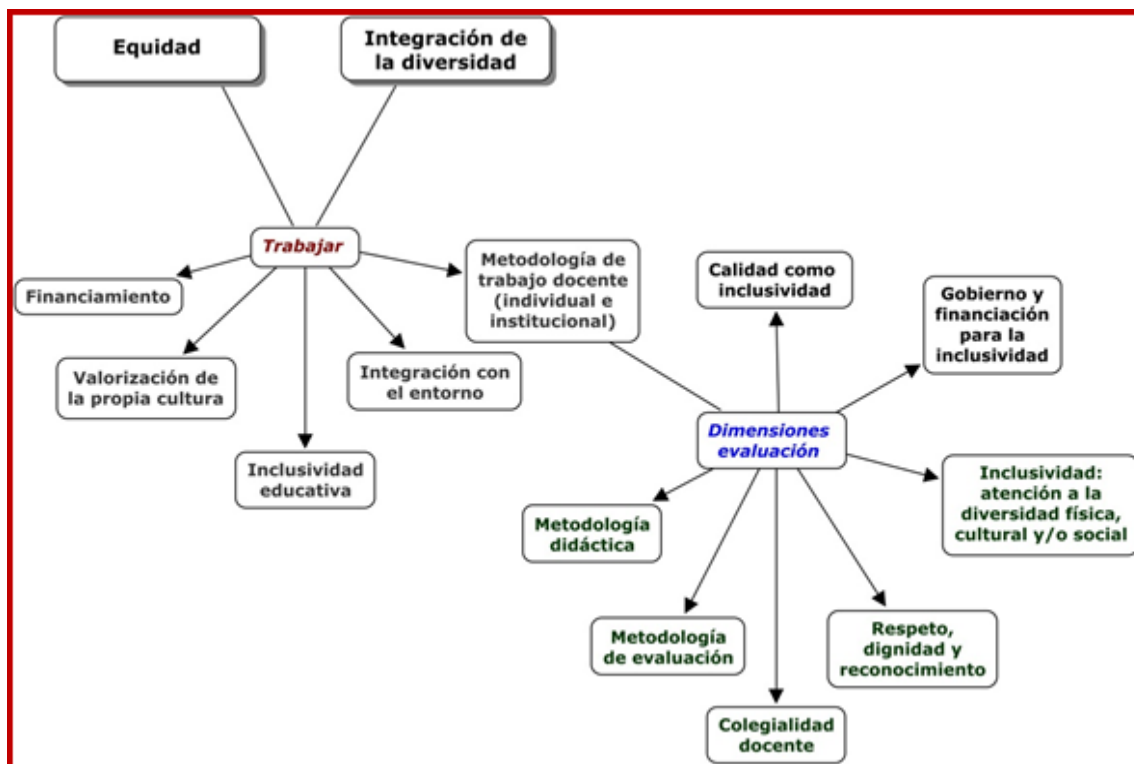 Equidad
Integración de
la diversidad
Trabajar
Financiamiento
Valorización de
la propia cultura
Inclusividad
educativa
Integración con
el entorno
Metodología de
trabajo docente
(individual e
institucional)
Calidad como
inclusividad
Gobierno y
financiación
para la
inclusividad
Dimensiones
evaluación
Metodología
didáctica
Metodología
de evaluación
Colegialidad
docente
Respeto,
dignidad y
reconocimiento
Inclusividad:
atención a la
diversidad física,
cultural y/o social